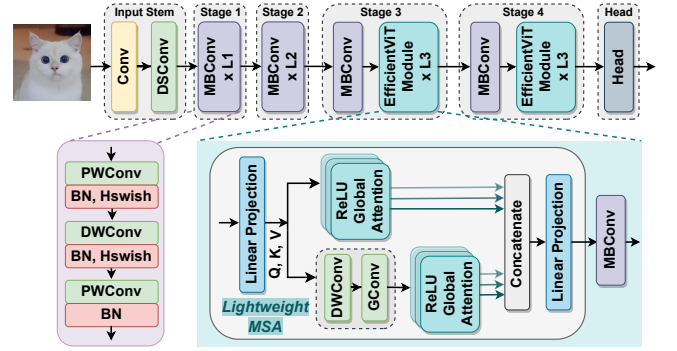 Input Stem
Stage 1
Stage 2
Stage 3
Stage 4
Head
Conv
DSConv
MBConv
x L1
MBConv
x L2
MBConv
EfficientViT
Module
x L3
MBConv
EfficientViT
Module
x L3
Head
PWConv
BN, Hswish
DWConv
BN, Hswish
PWConv
BN
Linear Projection
Q, K, V
ReLU
Global
Attention
DWConv
GConv
ReLU
Global
Attention
Concatenate
Linear Projection
MBConv
Lightweight
MSA